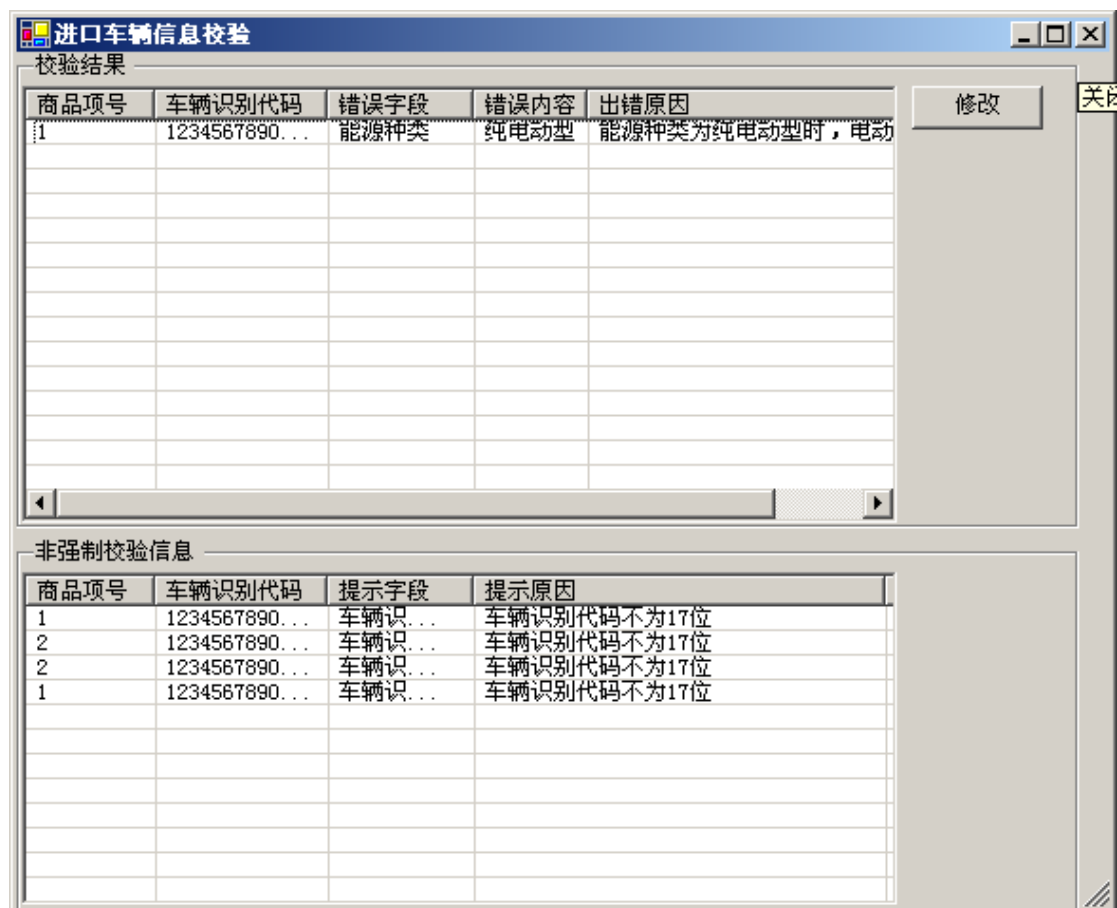 进口车辆信息校验
校验结果
商品项号 车辆识别代码 错误字段 错误内容 出错原因
1 1234567890... 能源种类 纯电动型 能源种类为纯电动型时，电动
修改
关闭
非强制校验信息
商品项号 车辆识别代码 提示字段 提示原因
1 1234567890... 车辆识... 车辆识别代码不为17位
2 1234567890... 车辆识... 车辆识别代码不为17位
2 1234567890... 车辆识... 车辆识别代码不为17位
1 1234567890... 车辆识... 车辆识别代码不为17位